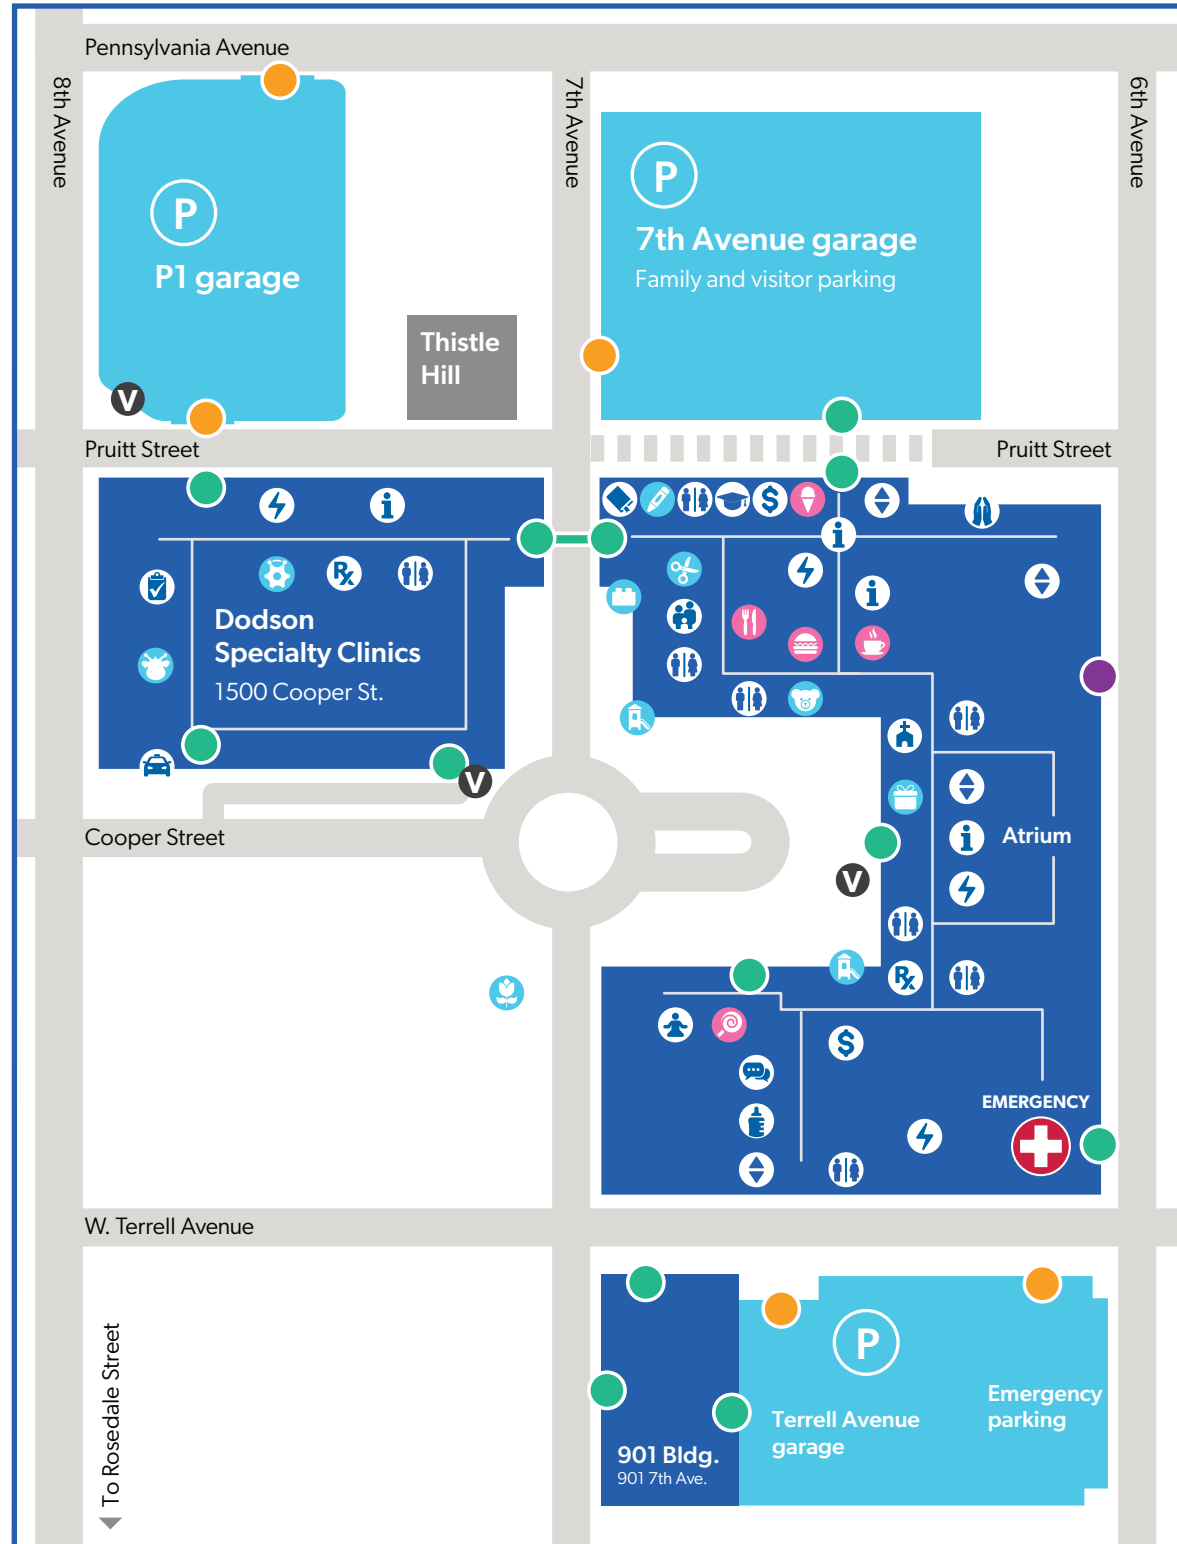 Pennsylvania Avenue
8th Avenue
7th Avenue
6th Avenue
P
P1 garage
P
7th Avenue garage
Family and visitor parking
Thistle
Hill
V
Pruitt Street
Pruitt Street
i
i
$
Rx
i
Dodson
Specialty Clinics
1500 Cooper St.
V
Cooper Street
i
Atrium
V
Rx
$
EMERGENCY
W. Terrell Avenue
To Rosedale Street
P
Emergency
parking
Terrell Avenue
garage
901 Bldg.
901 7th Ave.